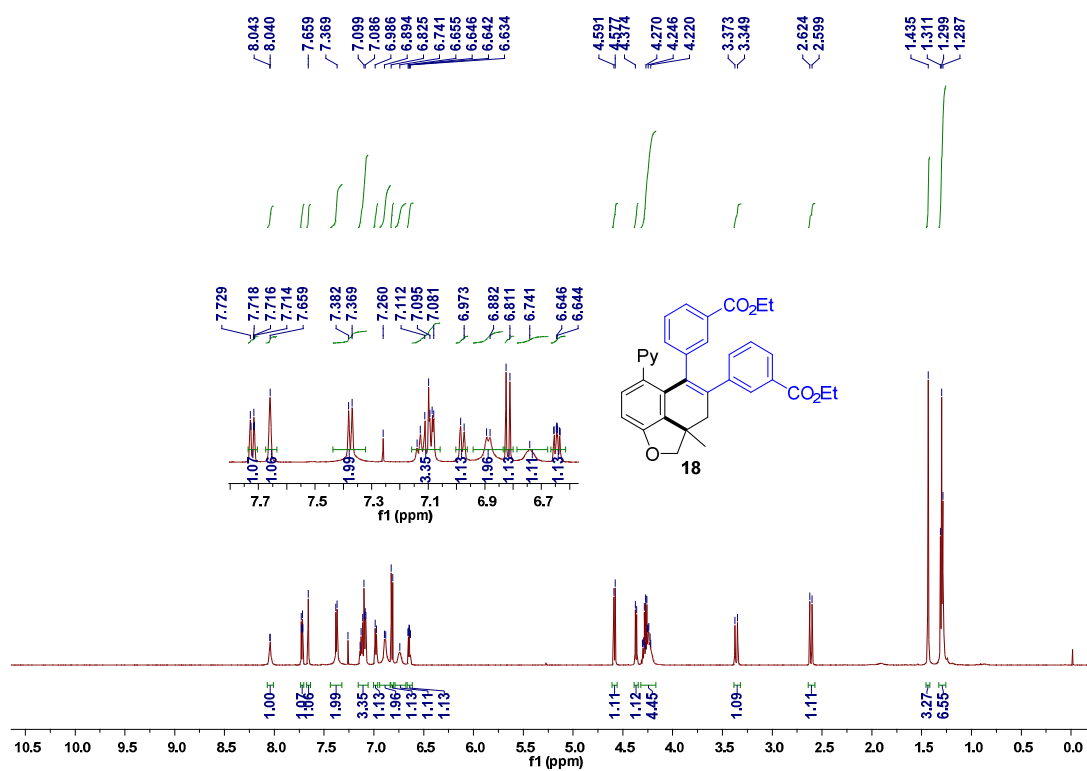 8.043 8.040 7.659 7.369 7.099 7.086 6.986 6.894 6.825 6.741 6.655 6.646 6.642 6.634 4.591 4.577 4.374 4.270 4.246 4.220 3.373 3.349 2.624 2.599 1.435 1.311 1.299 1.287
7.729 7.718 7.716 7.714 7.659 7.382 7.369 7.260 7.112 7.095 7.081 6.973 6.882 6.811 6.741 6.646 6.644
CO2Et
Py
CO2Et
O
18
1.07 1.06 1.99 3.35 1.13 1.96 1.13 1.11 1.13
7.7 7.5 7.3 7.1 6.9 6.7
f1 (ppm)
1.00 1.07 1.06 1.99 3.35 1.13 1.96 1.13 1.11 1.13 1.11 1.12 4.45 1.09 1.11 3.27 6.55
10.5 10.0 9.5 9.0 8.5 8.0 7.5 7.0 6.5 6.0 5.5 5.0 4.5 4.0 3.5 3.0 2.5 2.0 1.5 1.0 0.5 0.0
f1 (ppm)